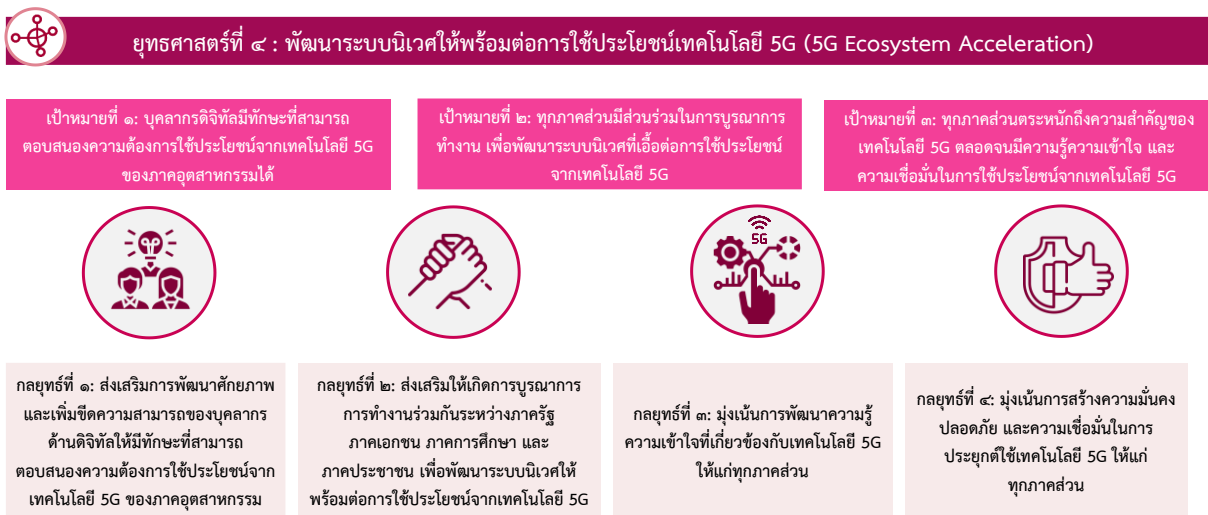 ยุทธศาสตร์ที่ ๔ : พัฒนาระบบนิเวศให้พร้อมต่อการใช้ประโยชน์เทคโนโลยี 5G (5G Ecosystem Acceleration)
เป้าหมายที่ ๑: บุคลากรดิจิทัลมีทักษะที่สามารถ
ตอบสนองความต้องการใช้ประโยชน์จากเทคโนโลยี 5G
ของภาคอุตสาหกรรมได้
เป้าหมายที่ ๒: ทุกภาคส่วนมีส่วนร่วมในการบูรณาการ
ทำงาน เพื่อพัฒนาระบบนิเวศที่เอื้อต่อการใช้ประโยชน์
จากเทคโนโลยี 5G
เป้าหมายที่ ๓: ทุกภาคส่วนตระหนักถึงความสำคัญของ
เทคโนโลยี 5G ตลอดจนมีความรู้ความเข้าใจ และ
ความเชื่อมั่นในการใช้ประโยชน์จากเทคโนโลยี 5G
5G
กลยุทธ์ที่ ๑: ส่งเสริมการพัฒนาศักยภาพ
และเพิ่มขีดความสามารถของบุคลากร
ด้านดิจิทัลให้มีทักษะที่สามารถ
ตอบสนองความต้องการใช้ประโยชน์จาก
เทคโนโลยี 5G ของภาคอุตสาหกรรม
กลยุทธ์ที่ ๒: ส่งเสริมให้เกิดการบูรณาการ
การทำงานร่วมกันระหว่างภาครัฐ
ภาคเอกชน ภาคการศึกษา และ
ภาคประชาชน เพื่อพัฒนาระบบนิเวศให้
พร้อมต่อการใช้ประโยชน์จากเทคโนโลยี 5G
กลยุทธ์ที่ ๓: มุ่งเน้นการพัฒนาความรู้
ความเข้าใจที่เกี่ยวข้องกับเทคโนโลยี 5G
ให้แก่ทุกภาคส่วน
กลยุทธ์ที่ ๔: มุ่งเน้นการสร้างความมั่นคง
ปลอดภัย และความเชื่อมั่นในการ
ประยุกต์ใช้เทคโนโลยี 5G ให้แก่
ทุกภาคส่วน